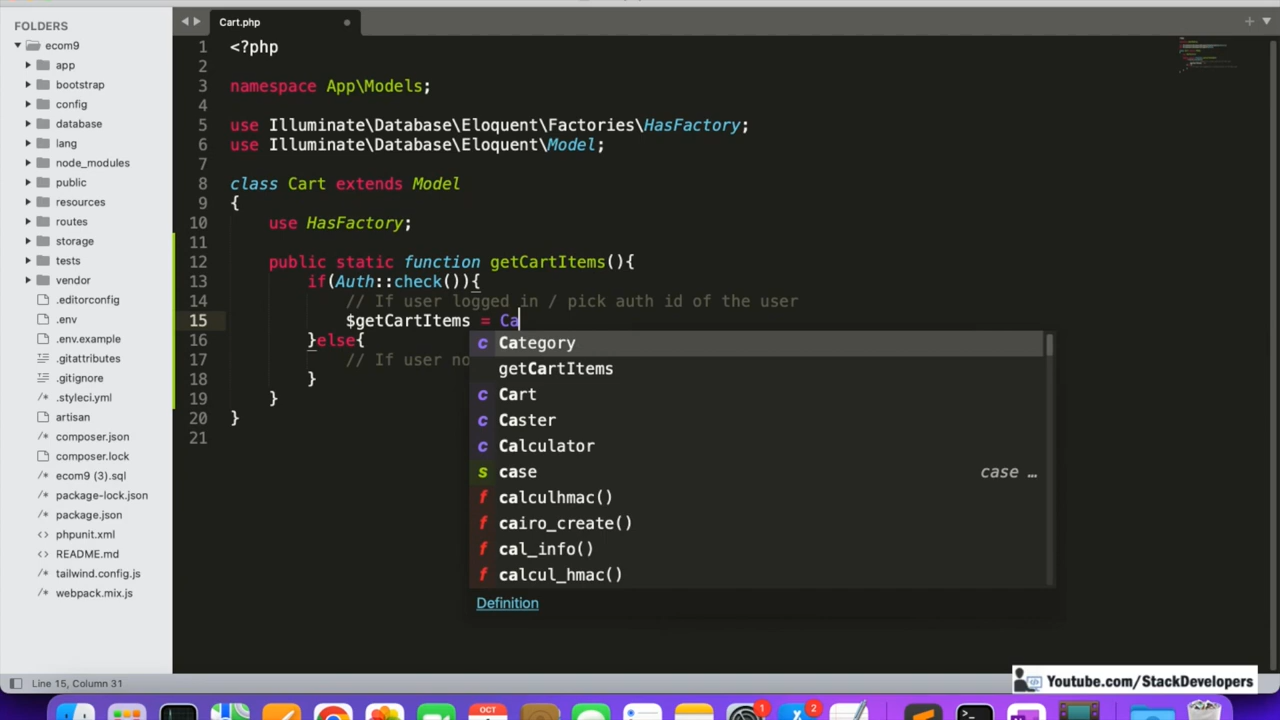 FOLDERS
ecom9
app
bootstrap
config
database
lang
node_modules
public
resources
routes
storage
tests
vendor
.editorconfig
.env
.env.example
.gitattributes
.gitignore
.styleci.yml
artisan
composer.json
composer.lock
ecom9 (3).sql
package-lock.json
package.json
phpunit.xml
README.md
tailwind.config.js
webpack.mix.js
Cart.php
1 <?php
2
3 namespace App\Models;
4
5 use Illuminate\Database\Eloquent\Factories\HasFactory;
6 use Illuminate\Database\Eloquent\Model;
7
8 class Cart extends Model
9 {
10 use HasFactory;
11
12 public static function getCartItems(){
13 if(Auth::check()){
14 // If user logged in / pick auth id of the user
15 $getCartItems = Ca
16 }else{
17 // If user no
18 }
19 }
20 }
21
c Category
getCartItems
c Cart
c Caster
c Calculator
s case case …
f calculhmac()
f cairo_create()
f cal_info()
f calcul_hmac()
Definition
Line 15, Column 31
Youtube.com/StackDevelopers
OCT
1
2